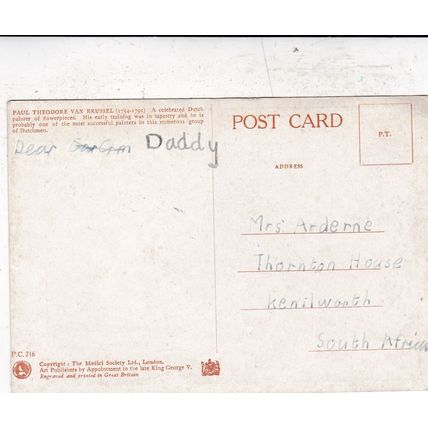 PAUL THEODORE VAN BRUSSEL (1754-1795) A celebrated Dutch
painter of flowerpieces. His early training was in tapestry and he is
probably one of the most successful painters in this numerous group
of Dutchmen.
Dear Daddy
POST CARD
P.T.
ADDRESS
Mrs Arderne
Thornton House
Kenilworth
South Africa
P.C. 716
Copyright : The Medici Society Ltd., London.
Art Publishers by Appointment to the late King George V.
Engraved and printed in Great Britain